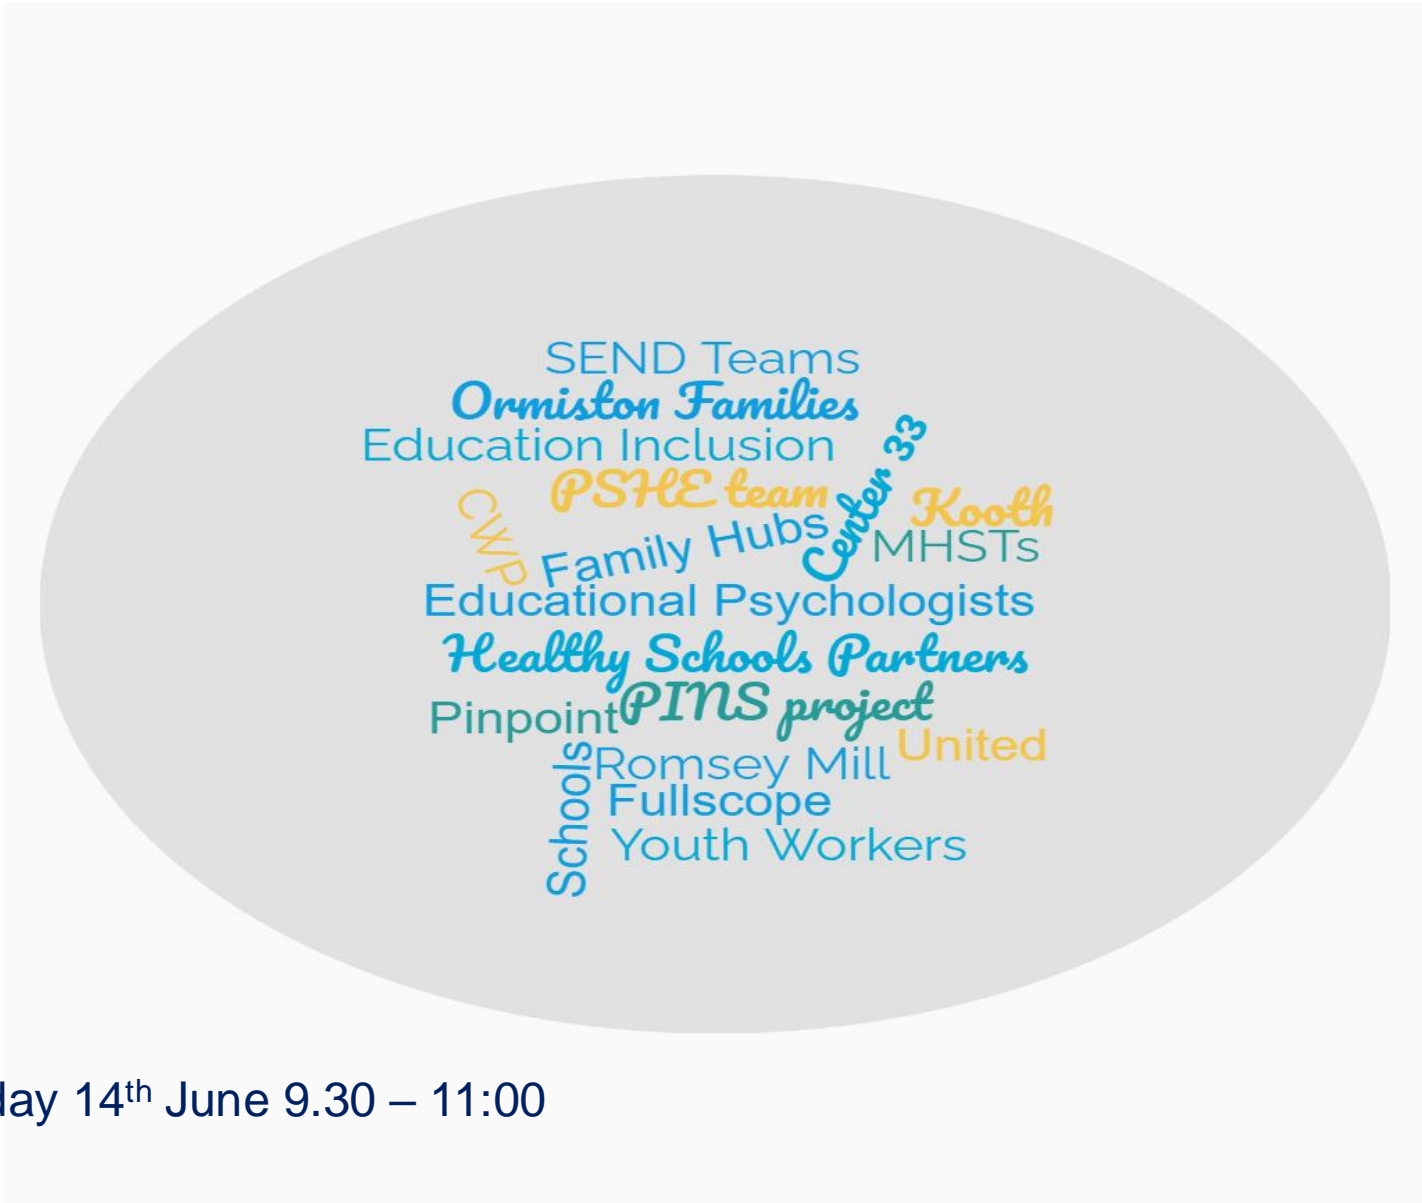 SEND Teams
Ormiston Families
Education Inclusion
PSHE team
Center 33
Kooth
CWP
Family Hubs
MHSTs
Educational Psychologists
Healthy Schools Partners
PINS project
Pinpoint
United
Schools
Romsey Mill
Fullscope
Youth Workers
14th June 9.30 – 11:00